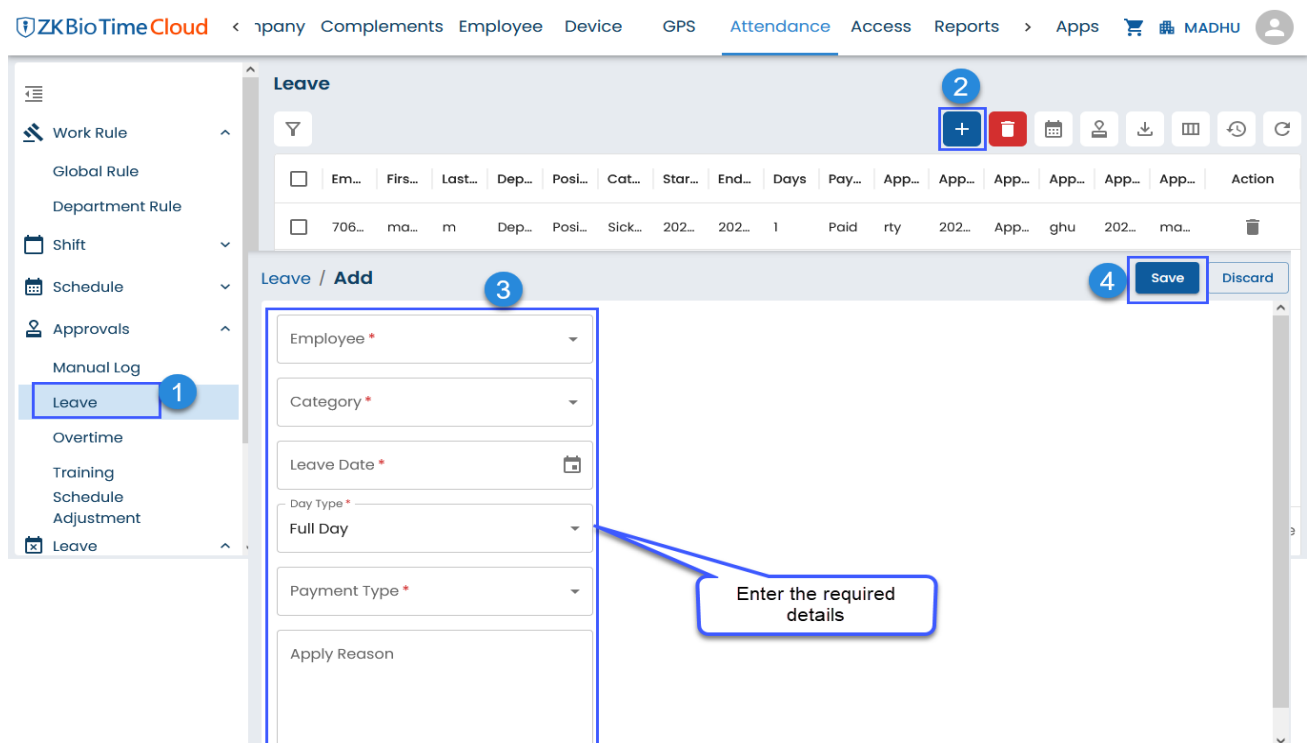 ZKBioTime Cloud
‹ npany Complements Employee Device GPS Attendance Access Reports › Apps MADHU
Leave
2
Work Rule
Global Rule
Department Rule
Shift
Schedule
Approvals
Manual Log
Leave
1
Overtime
Training
Schedule
Adjustment
Leave
Em... Firs... Last... Dep... Posi... Cat... Star... End... Days Pay... App... App... App... App... App... App... Action
706... ma... m Dep... Posi... Sick... 202... 202... 1 Paid rty 202... App... ghu 202... ma...
Leave / Add
3
4
Save
Discard
Employee *
Category *
Leave Date *
Day Type *
Full Day
Payment Type *
Apply Reason
Enter the required
details